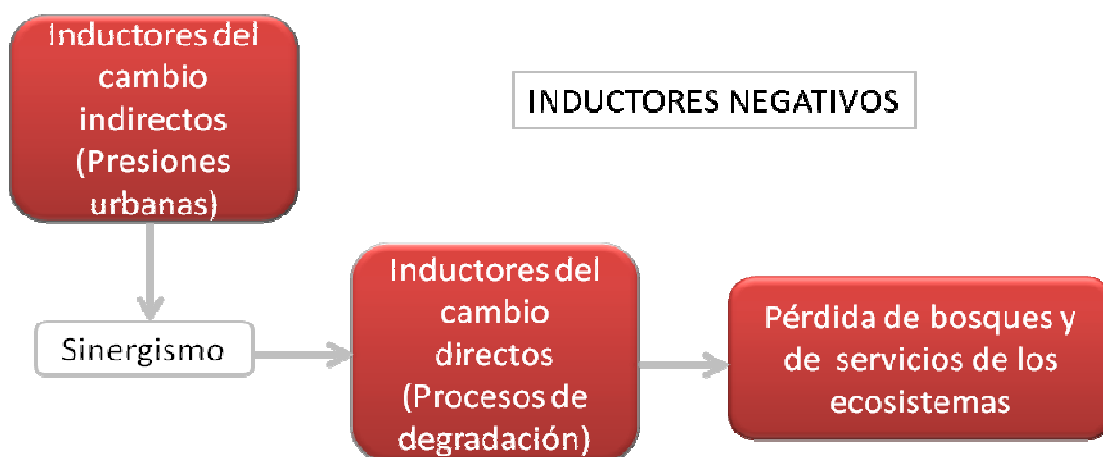 Inductores del
cambio
indirectos
(Presiones
urbanas)
INDUCTORES NEGATIVOS
Sinergismo
Inductores del
cambio
directos
(Procesos de
degradación)
Pérdida de bosques y
de servicios de los
ecosistemas